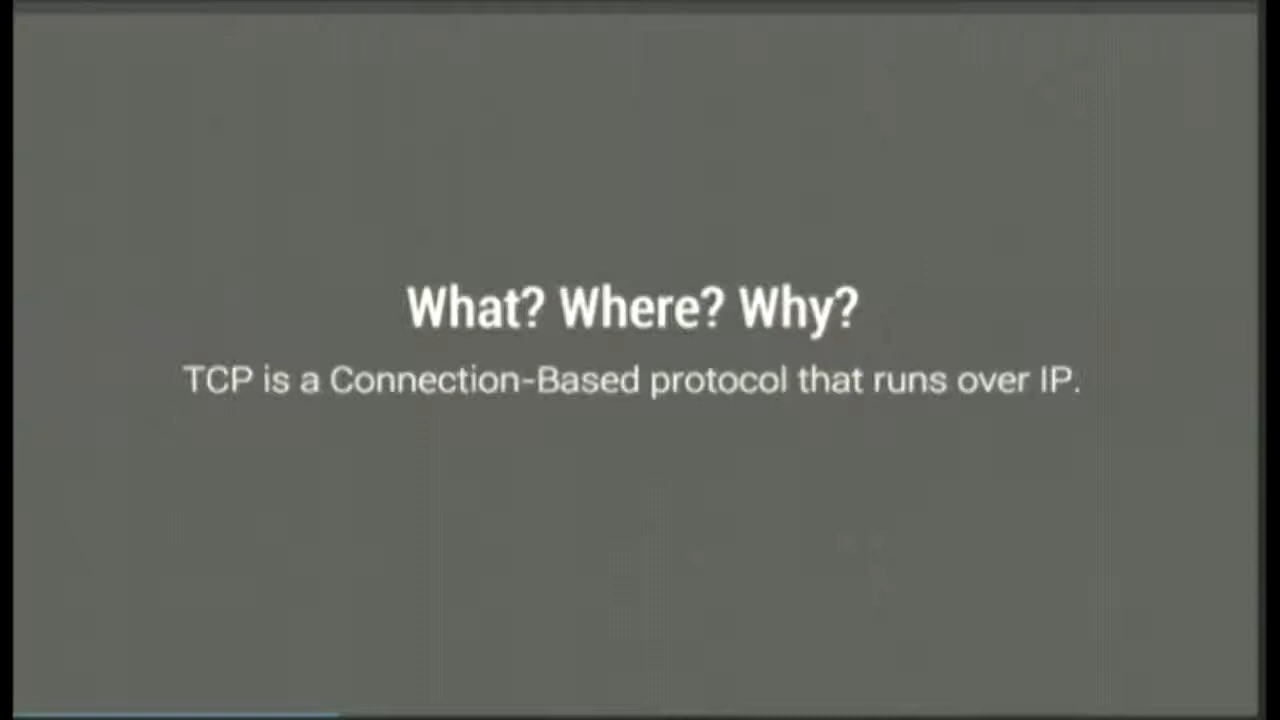 What? Where? Why?
TCP is a Connection-Based protocol that runs over IP.